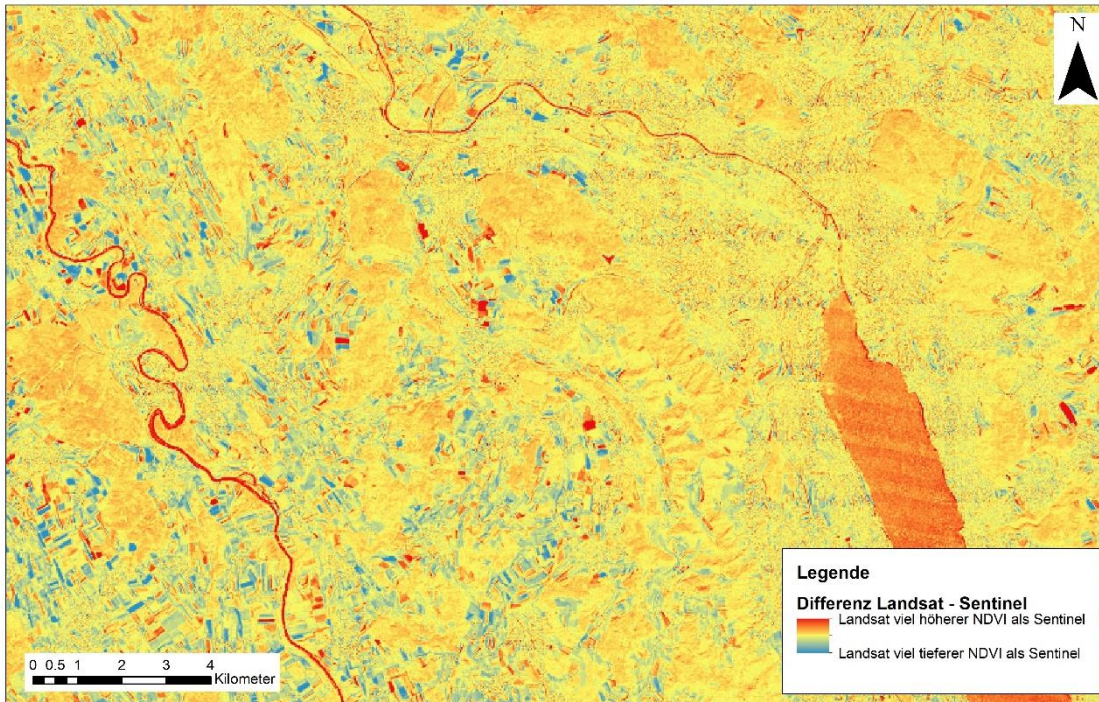 N
Legende
Differenz Landsat - Sentinel
Landsat viel höherer NDVI als Sentinel
Landsat viel tieferer NDVI als Sentinel
0 0.5 1 2 3 4
Kilometer